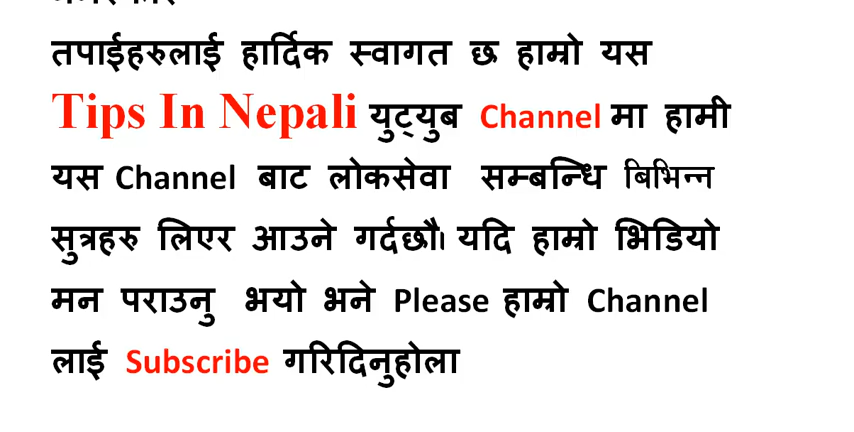 तपाईहरुलाई हार्दिक स्वागत छ हाम्रो यस
Tips In Nepali युट्युब Channel मा हामी
यस Channel बाट लोकसेवा सम्बन्धि बिभिन्न
सुत्रहरु लिएर आउने गर्दछौ। यदि हाम्रो भिडियो
मन पराउनु भयो भने Please हाम्रो Channel
लाई Subscribe गरिदिनुहोला